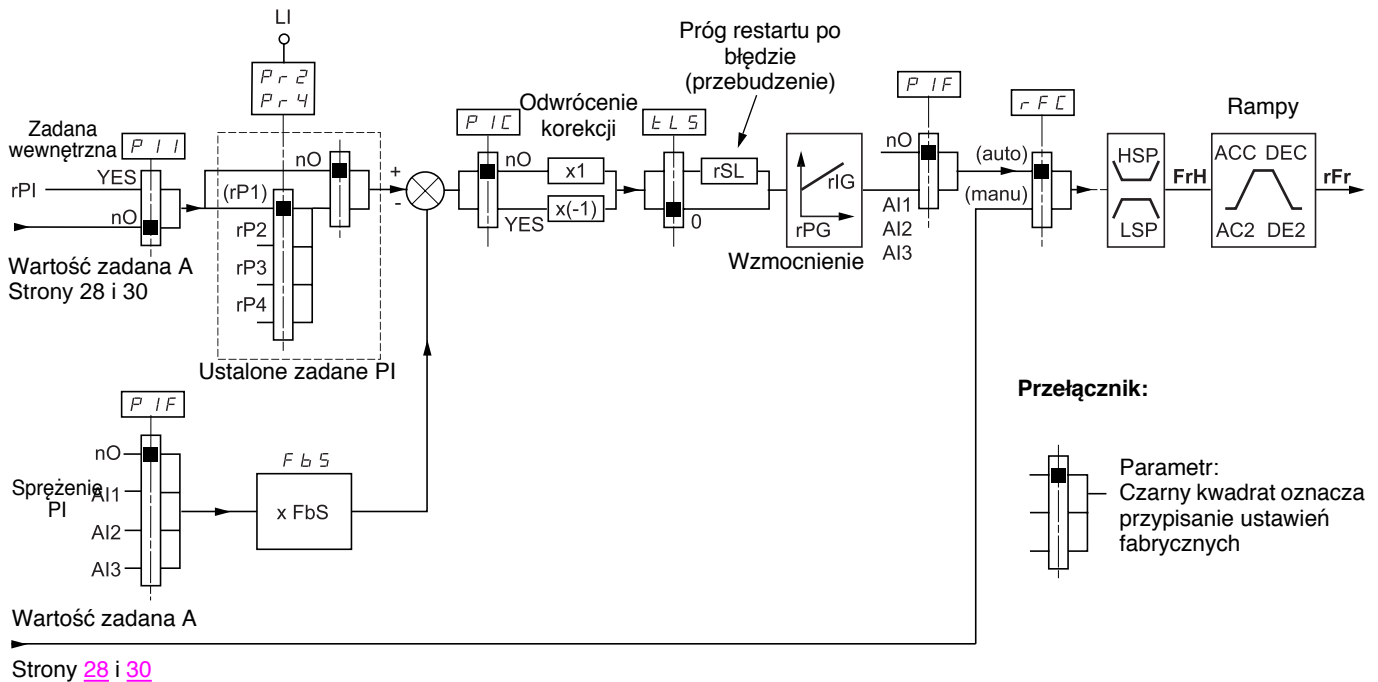 LI
Pr2
Pr4
Zadana
wewnętrzna
PII
YES
rPI
nO
Wartość zadana A
Strony 28 i 30
nO
(rP1)
rP2
rP3
rP4
Ustalone zadane PI
+
-
PIC
Odwrócenie
korekcji
nO
x1
YES
x(-1)
tLS
0
Próg restartu po
błędzie
(przebudzenie)
rSL
rIG
rPG
Wzmocnienie
PIF
nO
AI1
AI2
AI3
rFC
(auto)
(manu)
HSP
LSP
FrH
Rampy
ACC DEC
AC2 DE2
rFr
PIF
nO
Sprężenie
PI
AI1
AI2
AI3
FbS
x FbS
Przełącznik:
Parametr:
Czarny kwadrat oznacza
przypisanie ustawień
fabrycznych
Wartość zadana A
Strony 28 i 30